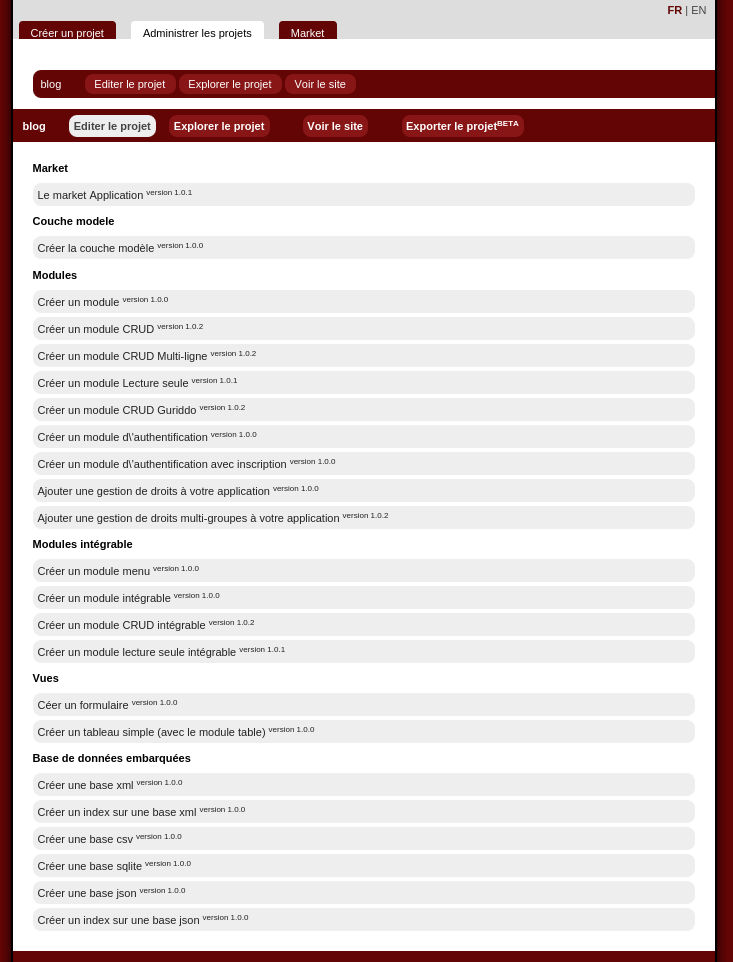 FR | EN
Créer un projet Administrer les projets Market
blog Editer le projet Explorer le projet Voir le site
blog Editer le projet Explorer le projet Voir le site Exporter le projetBETA
Market
Le market Application version 1.0.1
Couche modele
Créer la couche modèle version 1.0.0
Modules
Créer un module version 1.0.0
Créer un module CRUD version 1.0.2
Créer un module CRUD Multi-ligne version 1.0.2
Créer un module Lecture seule version 1.0.1
Créer un module CRUD Guriddo version 1.0.2
Créer un module d\'authentification version 1.0.0
Créer un module d\'authentification avec inscription version 1.0.0
Ajouter une gestion de droits à votre application version 1.0.0
Ajouter une gestion de droits multi-groupes à votre application version 1.0.2
Modules intégrable
Créer un module menu version 1.0.0
Créer un module intégrable version 1.0.0
Créer un module CRUD intégrable version 1.0.2
Créer un module lecture seule intégrable version 1.0.1
Vues
Céer un formulaire version 1.0.0
Créer un tableau simple (avec le module table) version 1.0.0
Base de données embarquées
Créer une base xml version 1.0.0
Créer un index sur une base xml version 1.0.0
Créer une base csv version 1.0.0
Créer une base sqlite version 1.0.0
Créer une base json version 1.0.0
Créer un index sur une base json version 1.0.0